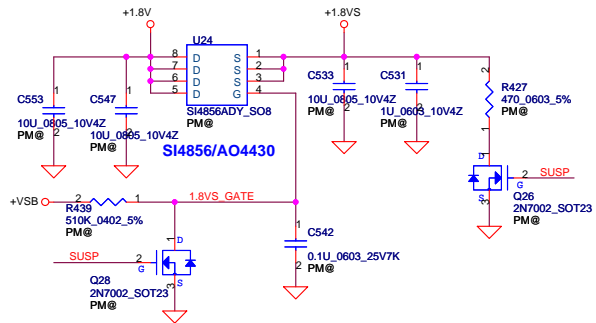 +1.8V
+1.8VS
U24
8 D S 1
7 D S 2
6 D S 3
5 D G 4
SI4856ADY_SO8
PM@
SI4856/AO4430
C553
1
2
10U_0805_10V4Z
PM@
C547
1
2
10U_0805_10V4Z
PM@
C533
1
2
10U_0805_10V4Z
PM@
C531
1
2
1U_0603_10V4Z
PM@
2
R427
470_0603_5%
PM@
1
1
D
2
G
SUSP
S
3
Q26
2N7002_SOT23
PM@
+VSB
2
1
R439
510K_0402_5%
PM@
1.8VS_GATE
1
D
SUSP
2
G
S
3
Q28
2N7002_SOT23
PM@
1
C542
2
0.1U_0603_25V7K
PM@